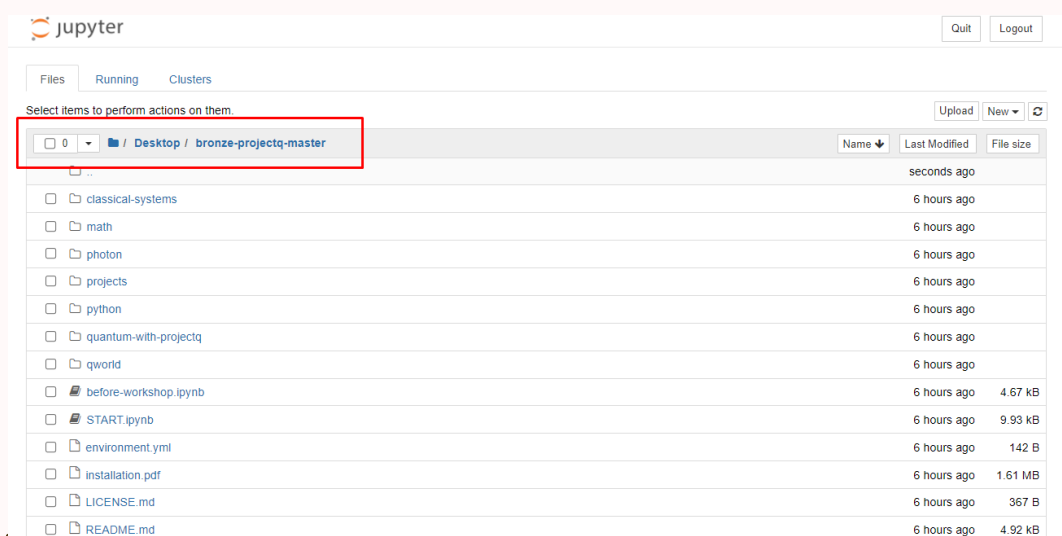 jupyter
Quit Logout
Files Running Clusters
Select items to perform actions on them.
Upload New
0 / Desktop / bronze-projectq-master Name Last Modified File size
.. seconds ago
classical-systems 6 hours ago
math 6 hours ago
photon 6 hours ago
projects 6 hours ago
python 6 hours ago
quantum-with-projectq 6 hours ago
qworld 6 hours ago
before-workshop.ipynb 6 hours ago 4.67 kB
START.ipynb 6 hours ago 9.93 kB
environment.yml 6 hours ago 142 B
installation.pdf 6 hours ago 1.61 MB
LICENSE.md 6 hours ago 367 B
README.md 6 hours ago 4.92 kB